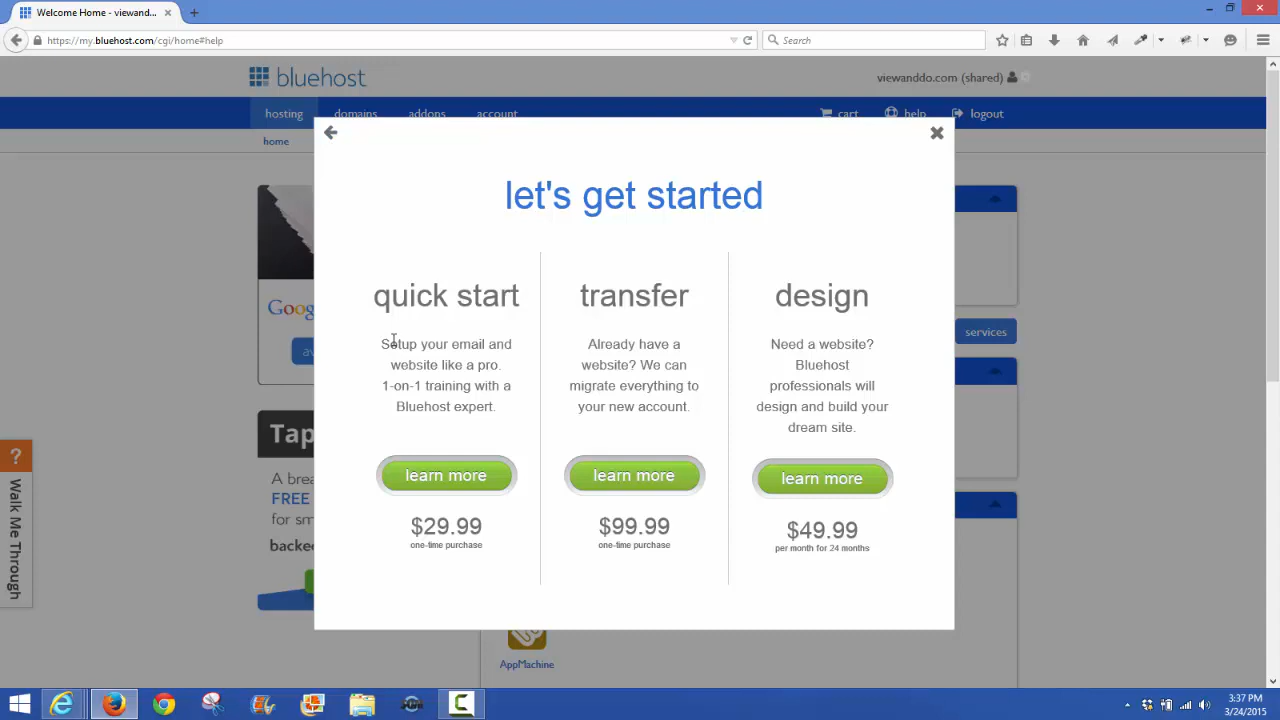 Welcome Home - viewand...
https://my.bluehost.com/cgi/home#help
Search
bluehost
viewanddo.com (shared)
hosting
domains
addons
account
cart
help
logout
home
let's get started
quick start
Setup your email and
website like a pro.
1-on-1 training with a
Bluehost expert.
learn more
$29.99
one-time purchase
transfer
Already have a
website? We can
migrate everything to
your new account.
learn more
$99.99
one-time purchase
design
Need a website?
Bluehost
professionals will
design and build your
dream site.
learn more
$49.99
per month for 24 months
Goog
services
Tap
A brea
FREE
for sm
backe
?
Walk Me Through
AppMachine
3:37 PM
3/24/2015